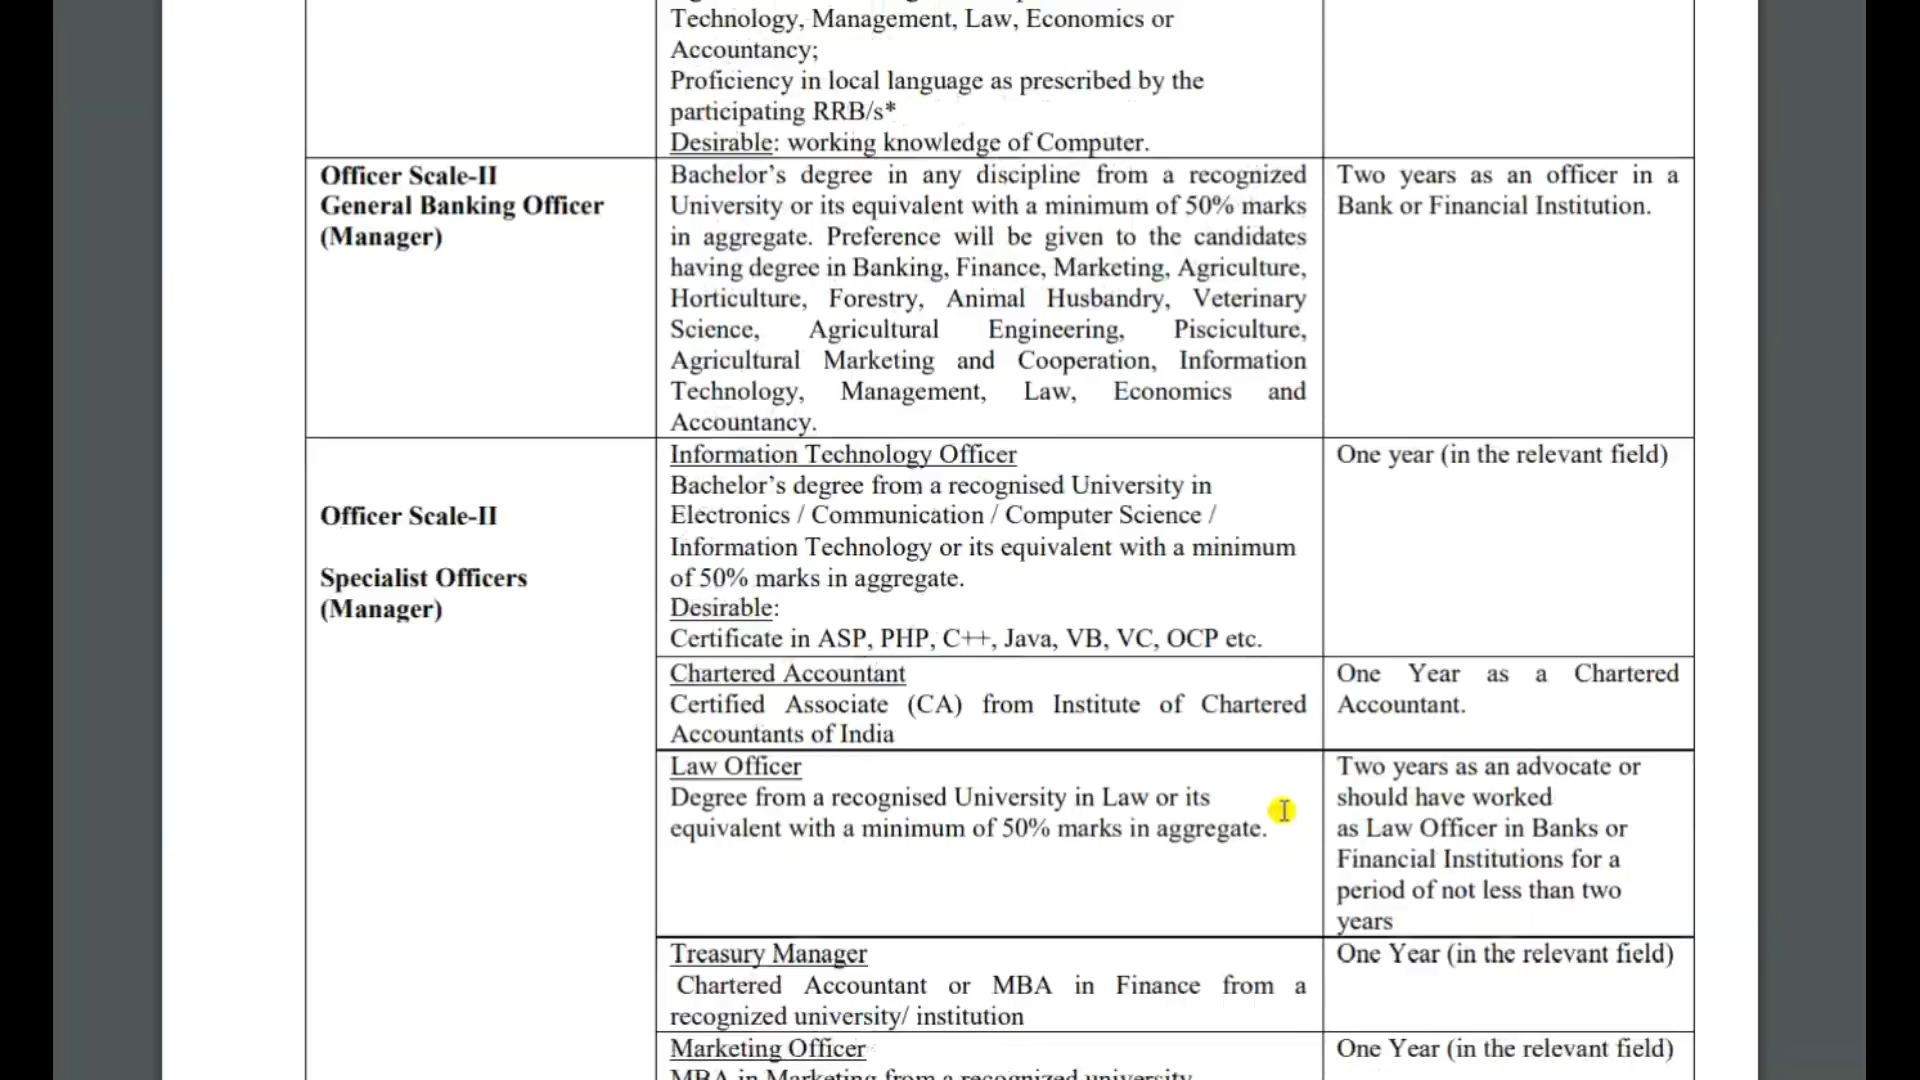 Technology, Management, Law, Economics or
Accountancy;
Proficiency in local language as prescribed by the
participating RRB/s*
Desirable: working knowledge of Computer.
Officer Scale-II
General Banking Officer
(Manager)
Bachelor’s degree in any discipline from a recognized
University or its equivalent with a minimum of 50% marks
in aggregate. Preference will be given to the candidates
having degree in Banking, Finance, Marketing, Agriculture,
Horticulture, Forestry, Animal Husbandry, Veterinary
Science, Agricultural Engineering, Pisciculture,
Agricultural Marketing and Cooperation, Information
Technology, Management, Law, Economics and
Accountancy.
Two years as an officer in a
Bank or Financial Institution.
Officer Scale-II
Specialist Officers
(Manager)
Information Technology Officer
Bachelor’s degree from a recognised University in
Electronics / Communication / Computer Science /
Information Technology or its equivalent with a minimum
of 50% marks in aggregate.
Desirable:
Certificate in ASP, PHP, C++, Java, VB, VC, OCP etc.
One year (in the relevant field)
Chartered Accountant
Certified Associate (CA) from Institute of Chartered
Accountants of India
One Year as a Chartered
Accountant.
Law Officer
Degree from a recognised University in Law or its
equivalent with a minimum of 50% marks in aggregate.
Two years as an advocate or
should have worked
as Law Officer in Banks or
Financial Institutions for a
period of not less than two
years
Treasury Manager
Chartered Accountant or MBA in Finance from a
recognized university/ institution
One Year (in the relevant field)
Marketing Officer
MBA in Marketing from a recognized university
One Year (in the relevant field)